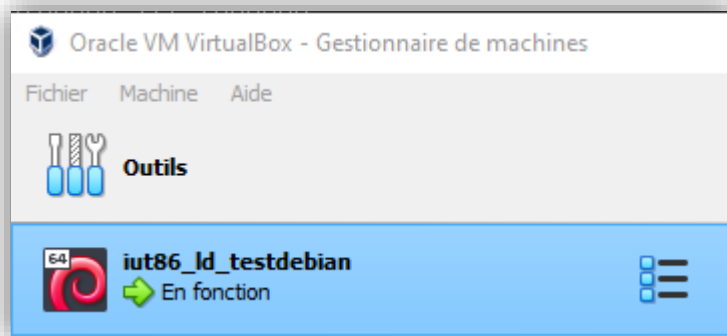 Oracle VM VirtualBox - Gestionnaire de machines
Fichier Machine Aide
Outils
64
iut86_ld_testdebian
En fonction